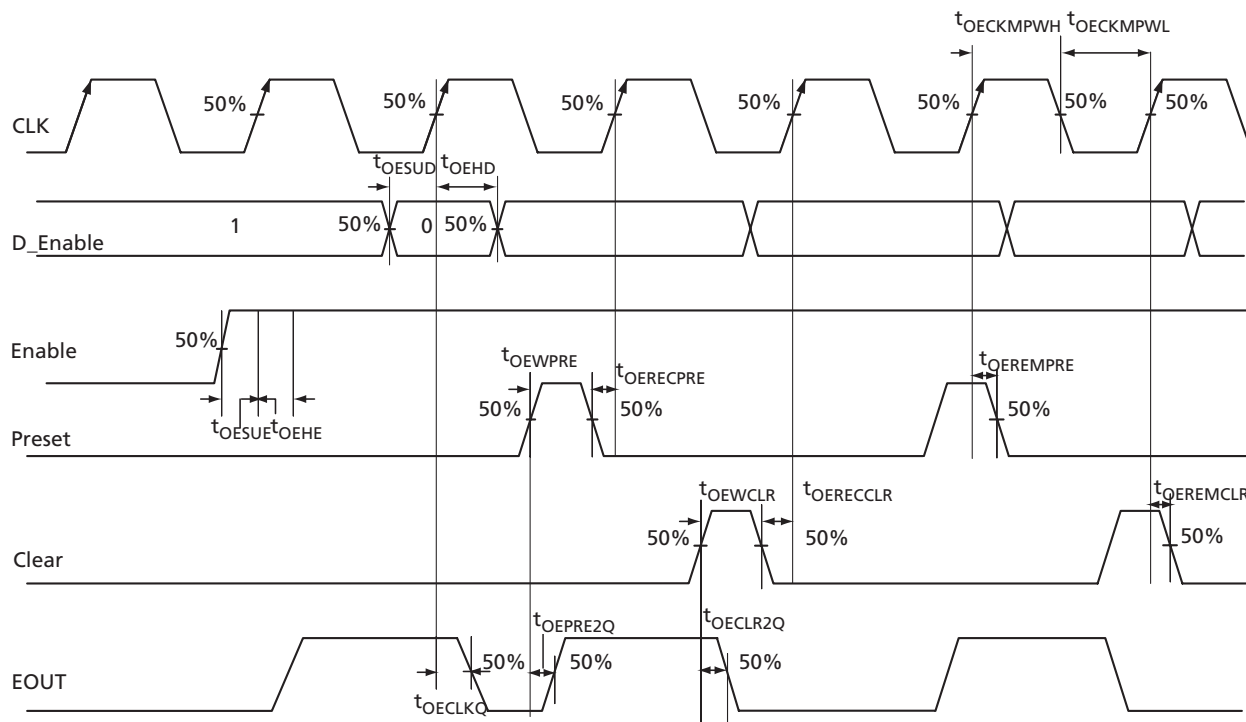 tOECKMPWH tOECKMPWL
CLK 50% 50% 50% 50% 50% 50% 50%
tOESUD tOEHD
D_Enable 1 50% 0 50%
Enable 50%
tOESUE tOEHE
tOEWPRE tOERECPRE tOEREMPRE
Preset 50% 50% 50%
tOEWCLR tOERECCLR tOEREMCLR
Clear 50% 50% 50%
tOEPRE2Q tOECLR2Q
EOUT 50% 50% 50%
tOECLKQ